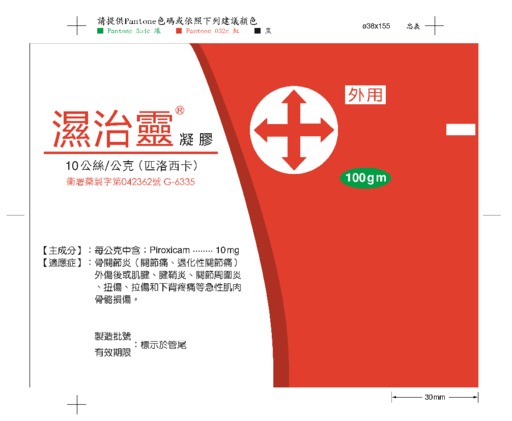 請提供Pantone色碼或依照下列建議顏色
Pantone 354c 綠 Pantone 032c 紅 黑
ø38x155 忠義
濕治靈®凝膠
外用
10公絲/公克（匹洛西卡）
衛署藥製字第042362號 G-6335
100gm
【主成分】：每公克中含：Piroxicam ········ 10mg
【適應症】：骨關節炎（關節痛、退化性關節痛）
外傷後或肌腱、腱鞘炎、關節周圍炎
、扭傷、拉傷和下背疼痛等急性肌肉
骨骼損傷。
製造批號
有效期限：標示於管尾
30mm